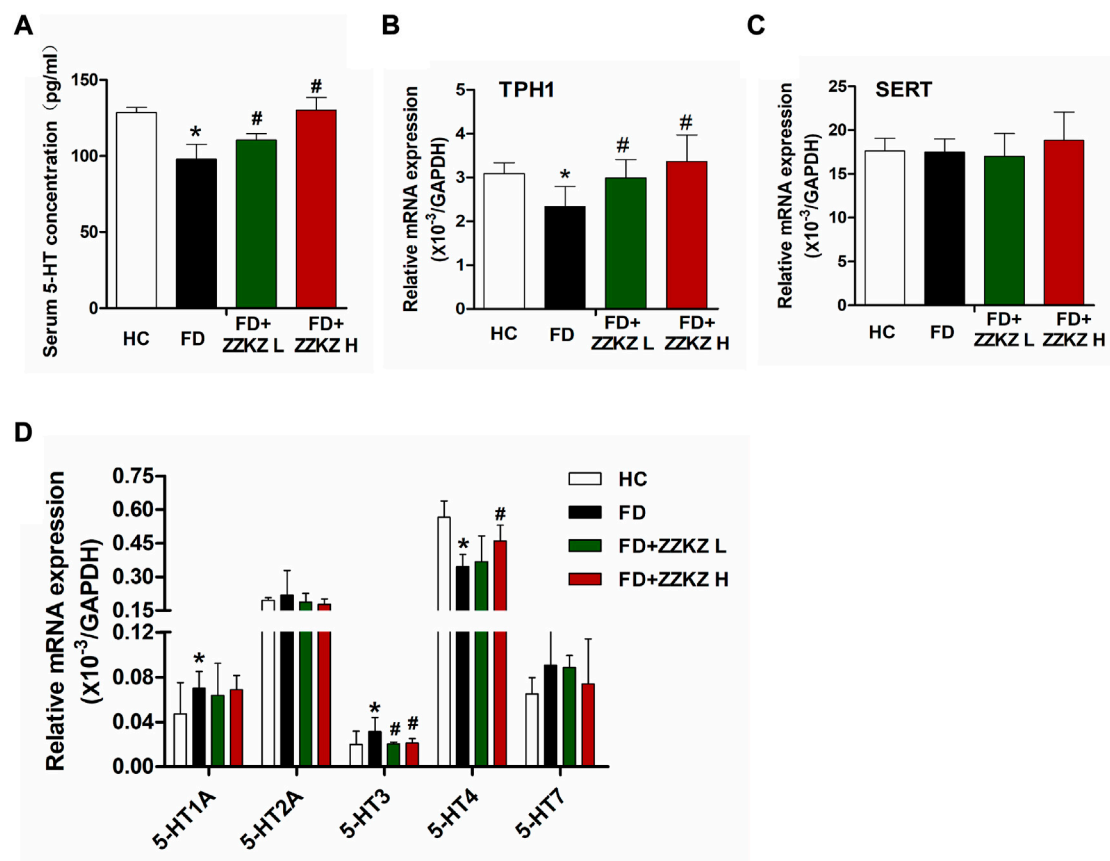 A
Serum 5-HT concentration（pg/ml）
150
100
50
0
*
#
#
HC
FD
FD+
ZZKZ L
FD+
ZZKZ H
B
TPH1
Relative mRNA expression
(X10-3/GAPDH)
5
4
3
2
1
0
*
#
#
HC
FD
FD+
ZZKZ L
FD+
ZZKZ H
C
SERT
Relative mRNA expression
(X10-3/GAPDH)
25
20
15
10
5
0
HC
FD
FD+
ZZKZ L
FD+
ZZKZ H
D
Relative mRNA expression
(X10-3/GAPDH)
0.75
0.60
0.45
0.30
0.15
0.12
0.08
0.04
0.00
*
*
#
#
*
#
HC
FD
FD+ZZKZ L
FD+ZZKZ H
5-HT1A
5-HT2A
5-HT3
5-HT4
5-HT7